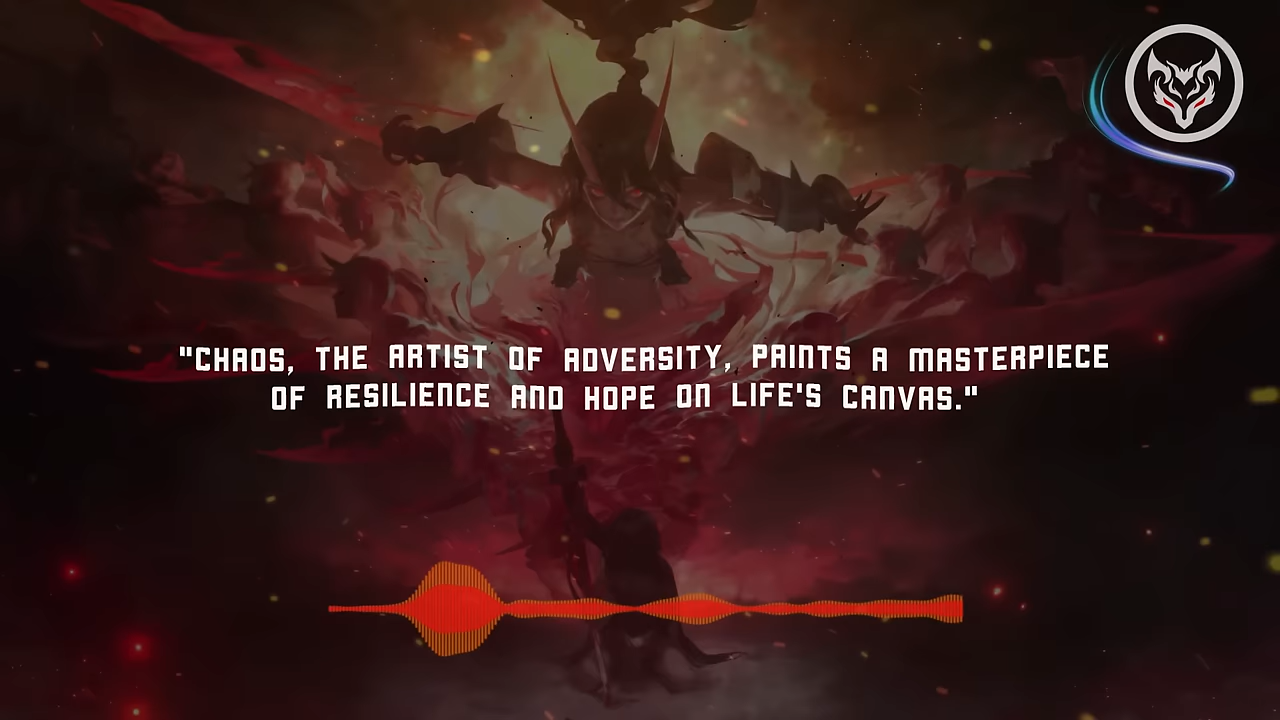 "CHAOS, THE ARTIST OF ADVERSITY, PAINTS A MASTERPIECE
OF RESILIENCE AND HOPE ON LIFE'S CANVAS."